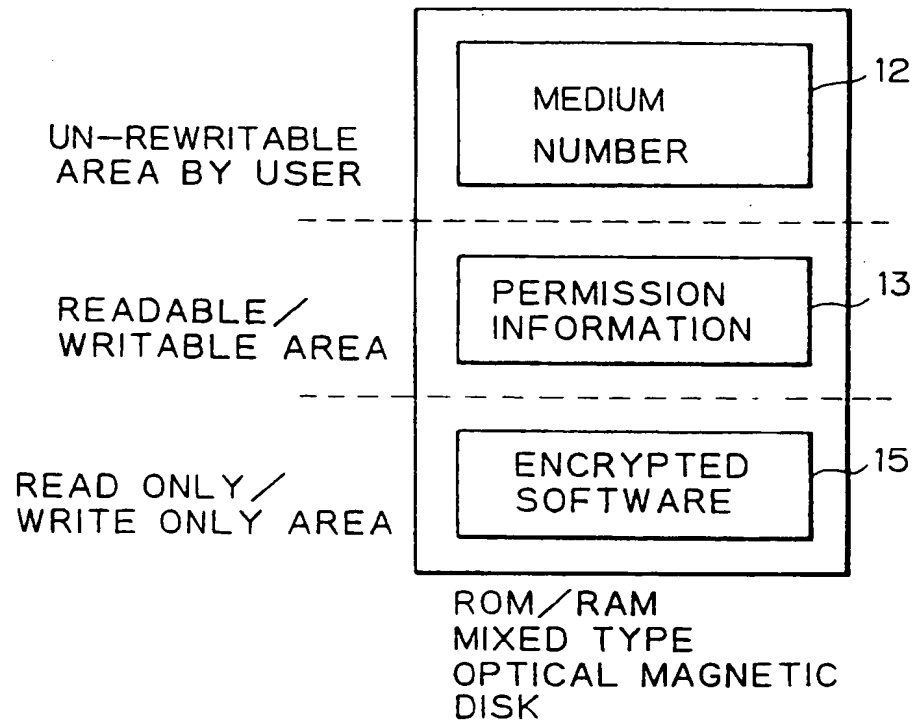 12
MEDIUM
NUMBER
UN-REWRITABLE
AREA BY USER
13
PERMISSION
INFORMATION
READABLE/
WRITABLE AREA
15
ENCRYPTED
SOFTWARE
READ ONLY/
WRITE ONLY AREA
ROM/RAM
MIXED TYPE
OPTICAL MAGNETIC
DISK